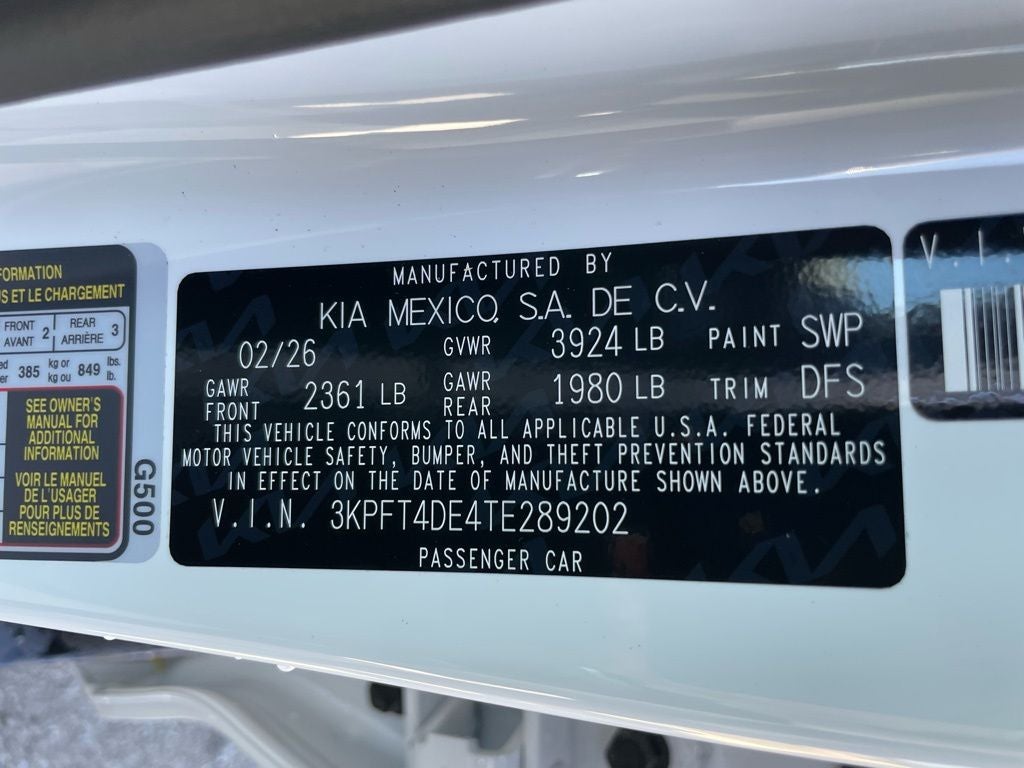 FORMATION
US ET LE CHARGEMENT
FRONT 2 REAR 3
AVANT ARRIÈRE
385 kg or 849 lbs.
kg ou lb.
SEE OWNER'S
MANUAL FOR
ADDITIONAL
INFORMATION
VOIR LE MANUEL
DE L'USAGER
POUR PLUS DE
RENSEIGNEMENTS
G500
MANUFACTURED BY
KIA MEXICO, S.A. DE C.V.
02/26 GVWR 3924 LB PAINT SWP
GAWR FRONT 2361 LB GAWR REAR 1980 LB TRIM DFS
THIS VEHICLE CONFORMS TO ALL APPLICABLE U.S.A. FEDERAL
MOTOR VEHICLE SAFETY, BUMPER, AND THEFT PREVENTION STANDARDS
IN EFFECT ON THE DATE OF MANUFACTURE SHOWN ABOVE.
V.I.N. 3KPFT4DE4TE289202
PASSENGER CAR
V.I.